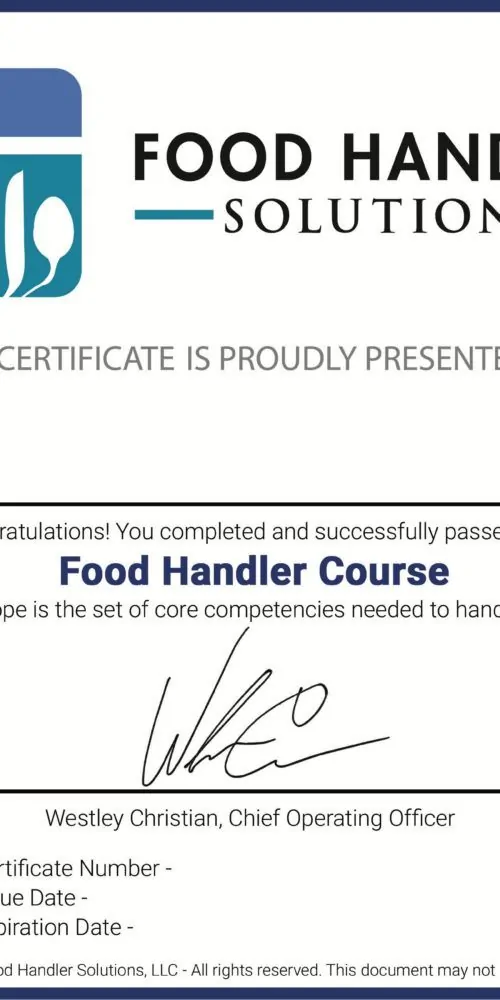 FOOD HAND
SOLUTION
CERTIFICATE IS PROUDLY PRESENTE
ratulations! You completed and successfully passe
Food Handler Course
ope is the set of core competencies needed to hand
Westley Christian, Chief Operating Officer
rtificate Number -
ue Date -
piration Date -
od Handler Solutions, LLC - All rights reserved. This document may not